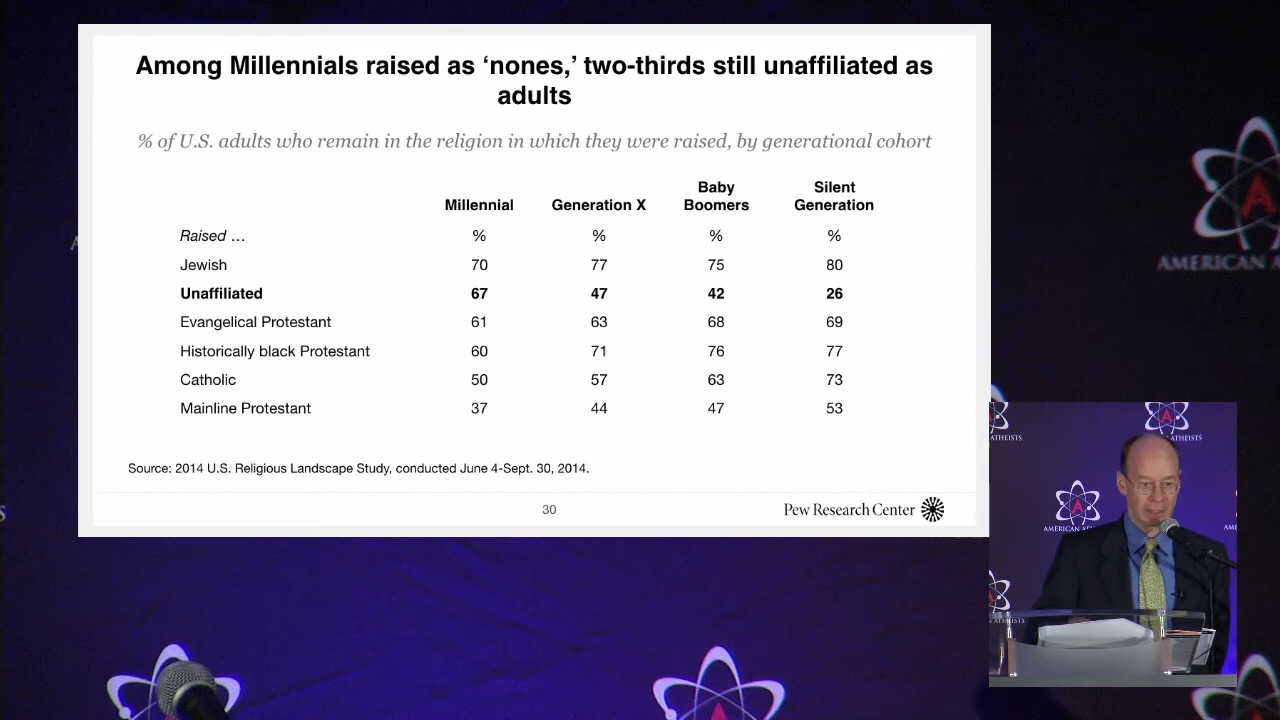 Among Millennials raised as ‘nones,’ two-thirds still unaffiliated as
adults
% of U.S. adults who remain in the religion in which they were raised, by generational cohort
Baby Silent
Millennial Generation X Boomers Generation
Raised … % % % %
Jewish 70 77 75 80
Unaffiliated 67 47 42 26
Evangelical Protestant 61 63 68 69
Historically black Protestant 60 71 76 77
Catholic 50 57 63 73
Mainline Protestant 37 44 47 53
Source: 2014 U.S. Religious Landscape Study, conducted June 4-Sept. 30, 2014.
30 Pew Research Center
A
AMERICAN
ATHEISTS
AMERICAN